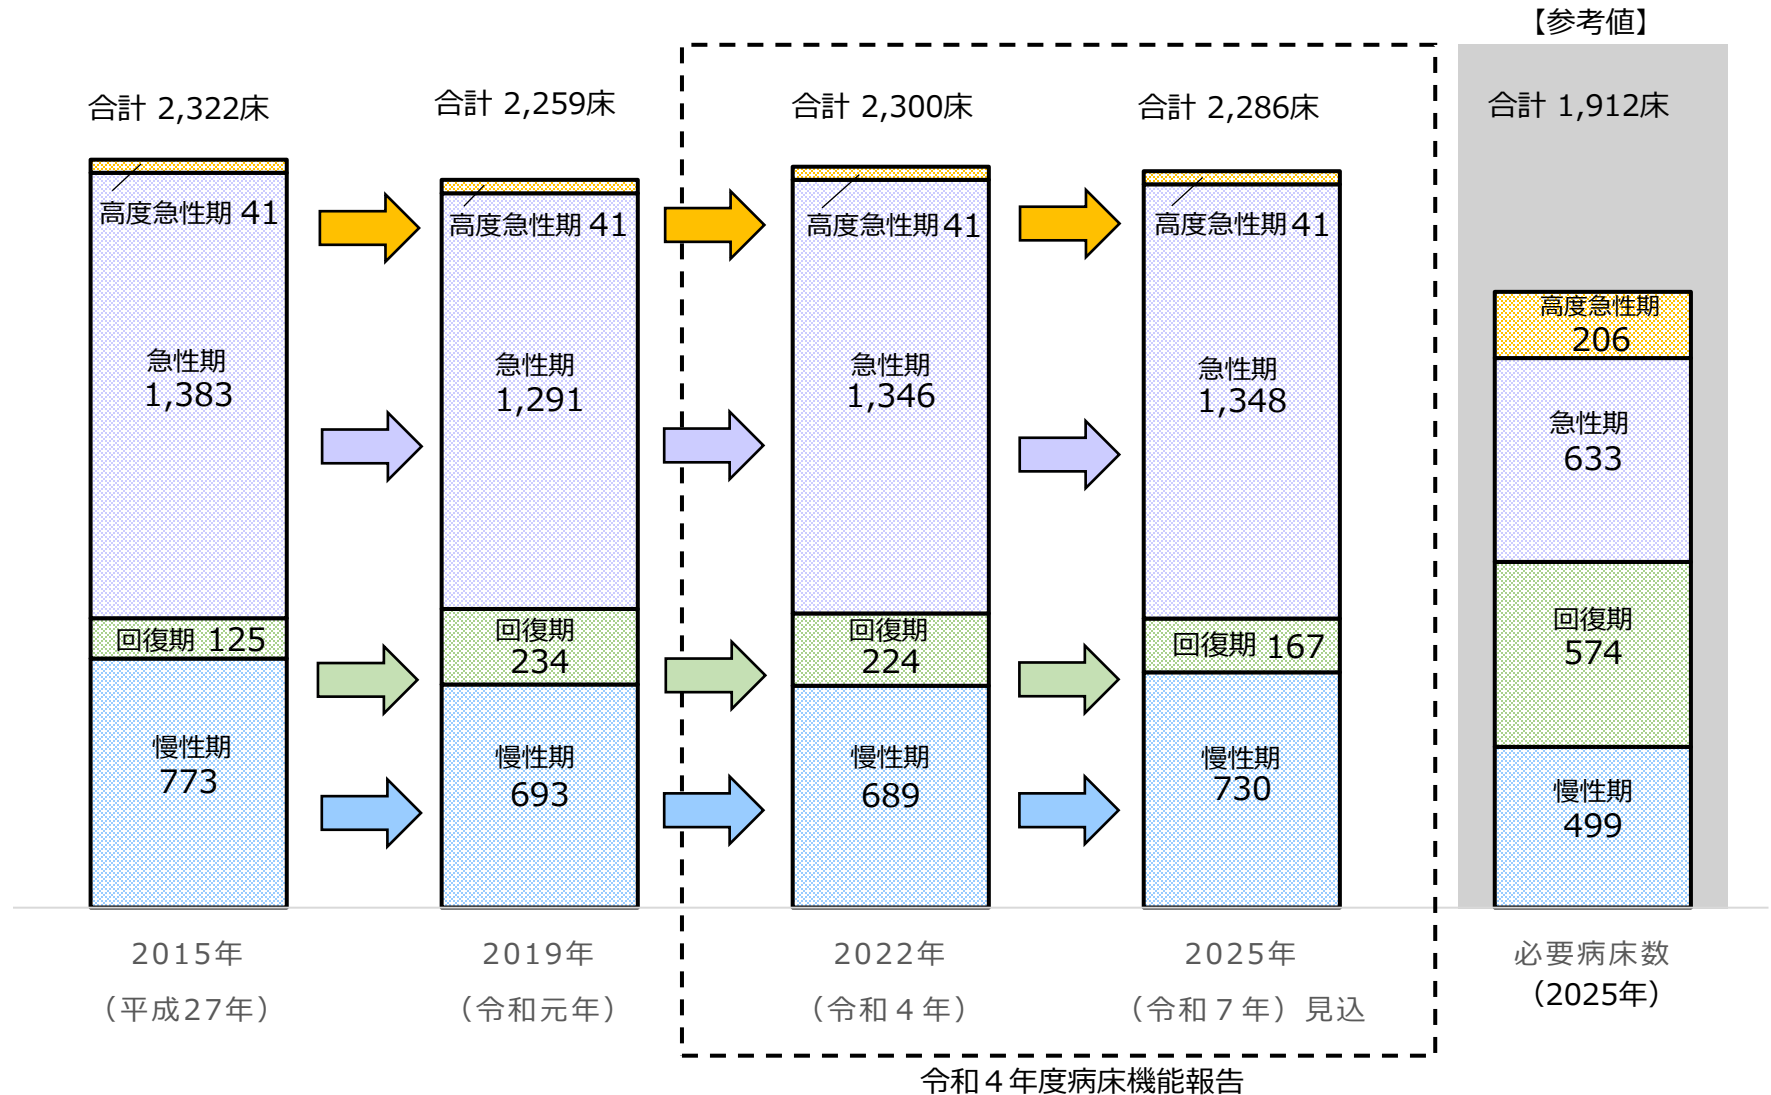 【参考値】
合計 2,322床
合計 2,259床
合計 2,300床
合計 2,286床
合計 1,912床
高度急性期 41
急性期
1,383
回復期 125
慢性期
773
高度急性期 41
急性期
1,291
回復期
234
慢性期
693
高度急性期 41
急性期
1,346
回復期
224
慢性期
689
高度急性期 41
急性期
1,348
回復期 167
慢性期
730
高度急性期
206
急性期
633
回復期
574
慢性期
499
2015年
（平成27年）
2019年
（令和元年）
2022年
（令和４年）
2025年
（令和７年）見込
必要病床数
（2025年）
令和４年度病床機能報告